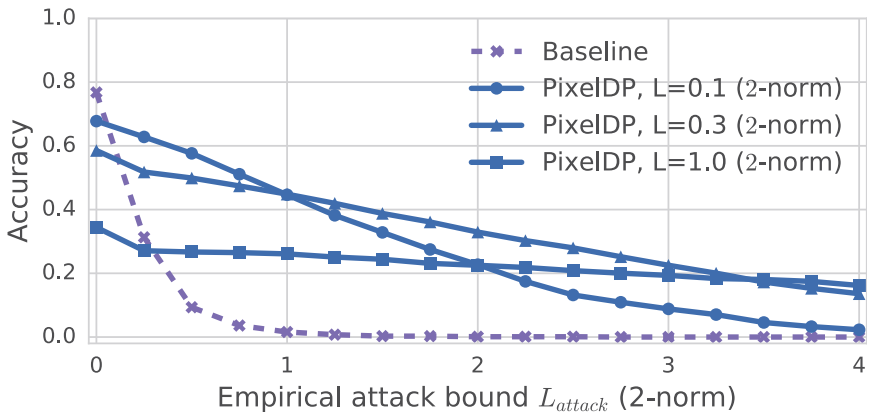 1.0
0.8
0.6
0.4
0.2
0.0
Accuracy
Baseline
PixelDP, L=0.1 (2-norm)
PixelDP, L=0.3 (2-norm)
PixelDP, L=1.0 (2-norm)
0 1 2 3 4
Empirical attack bound L_attack (2-norm)